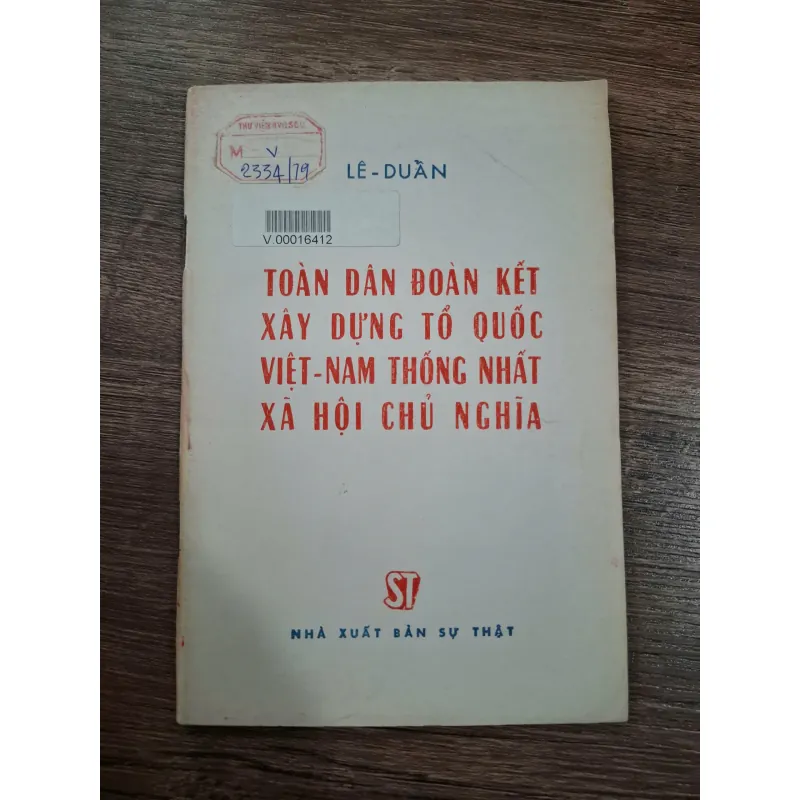 M V
2334/79
LÊ-DUẨN
V.00016412
TOÀN DÂN ĐOÀN KẾT
XÂY DỰNG TỔ QUỐC
VIỆT-NAM THỐNG NHẤT
XÃ HỘI CHỦ NGHĨA
ST
NHÀ XUẤT BẢN SỰ THẬT